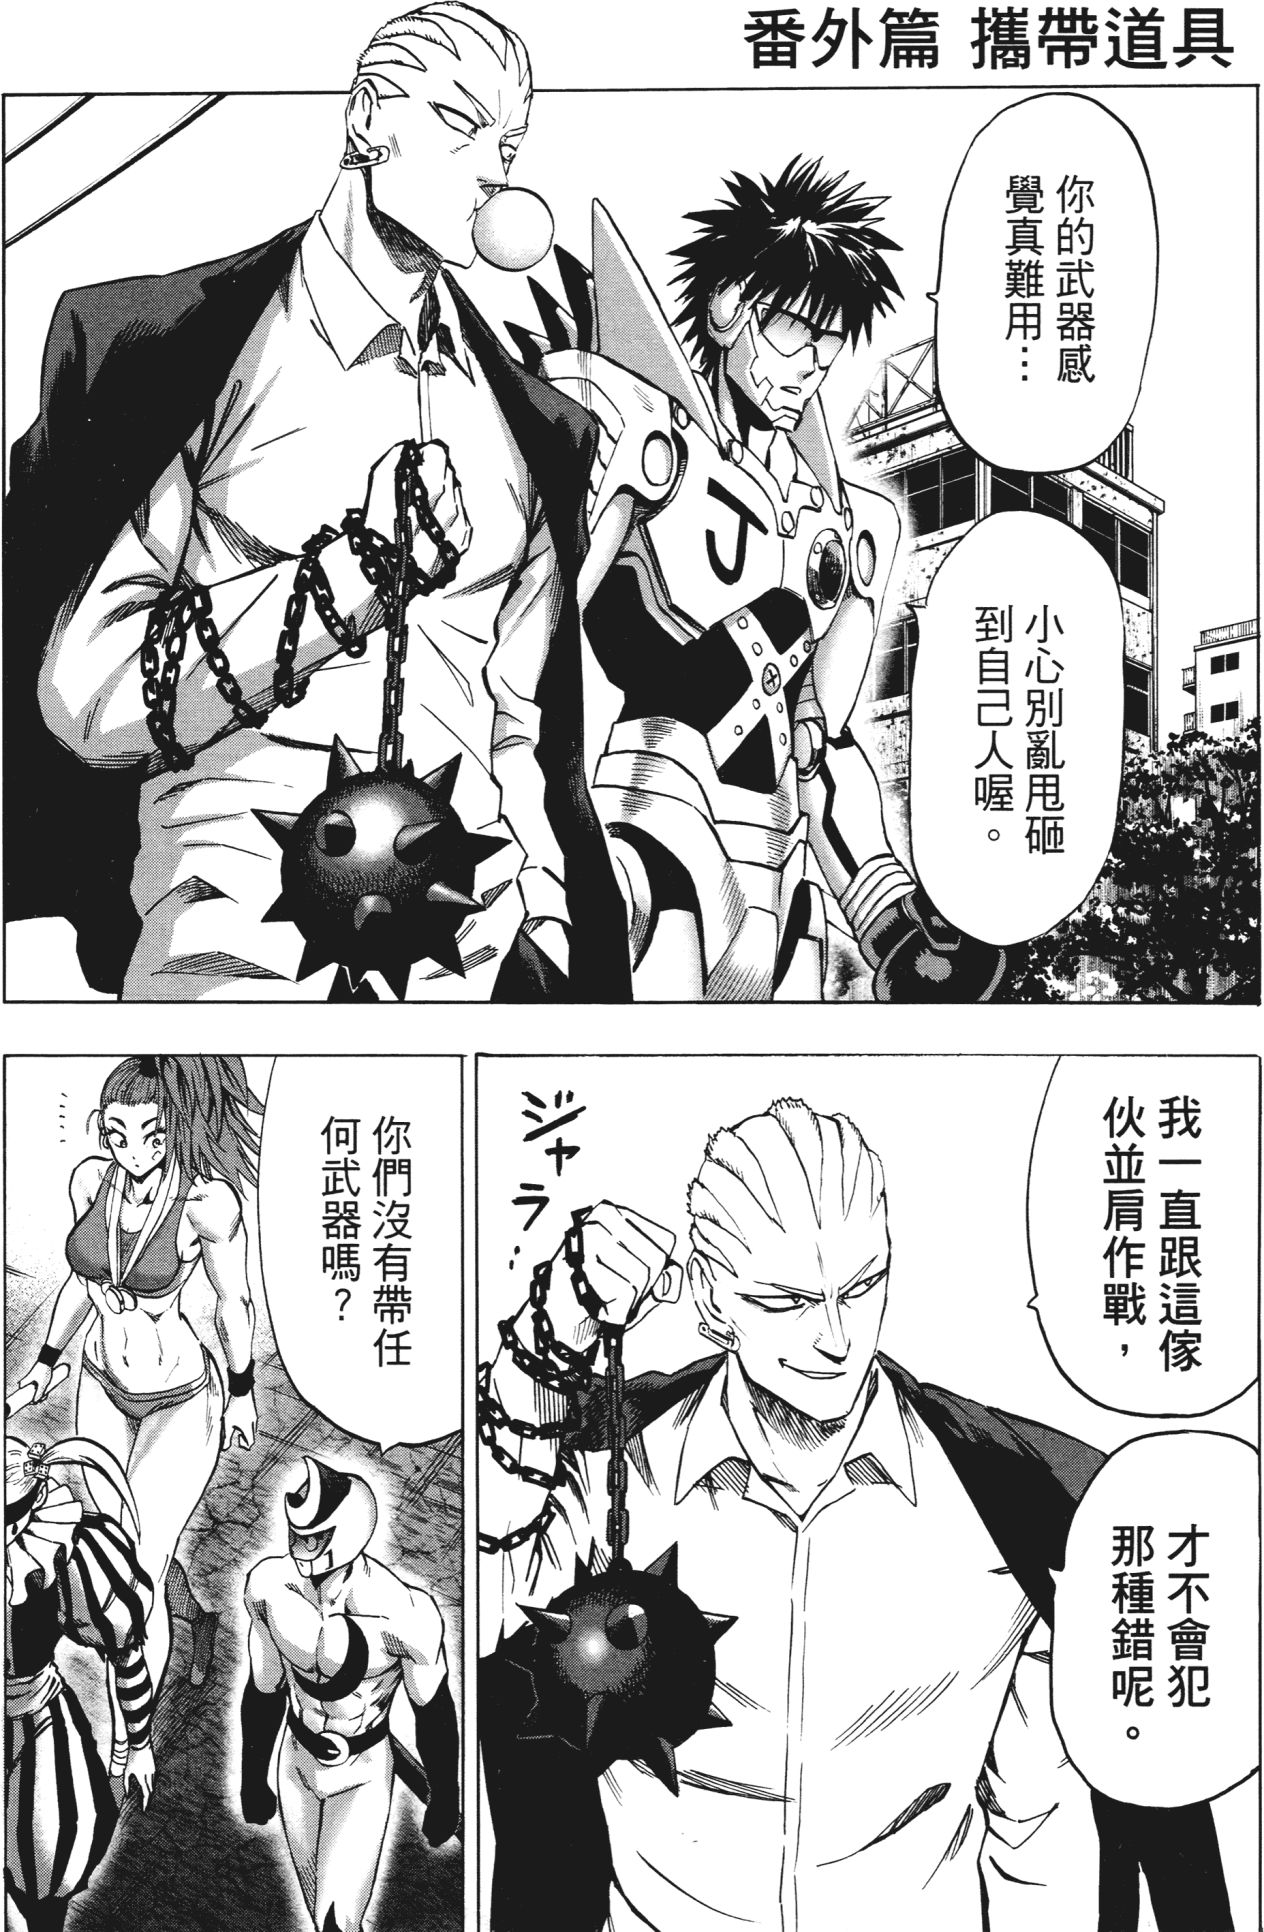 番外篇 攜帶道具
你的武器感
覺真難用…
小心別亂甩砸
到自己人喔。
J
我一直跟這傢
伙並肩作戰，
才不會犯
那種錯呢。
ジャラ…
你們沒有帶任
何武器嗎？